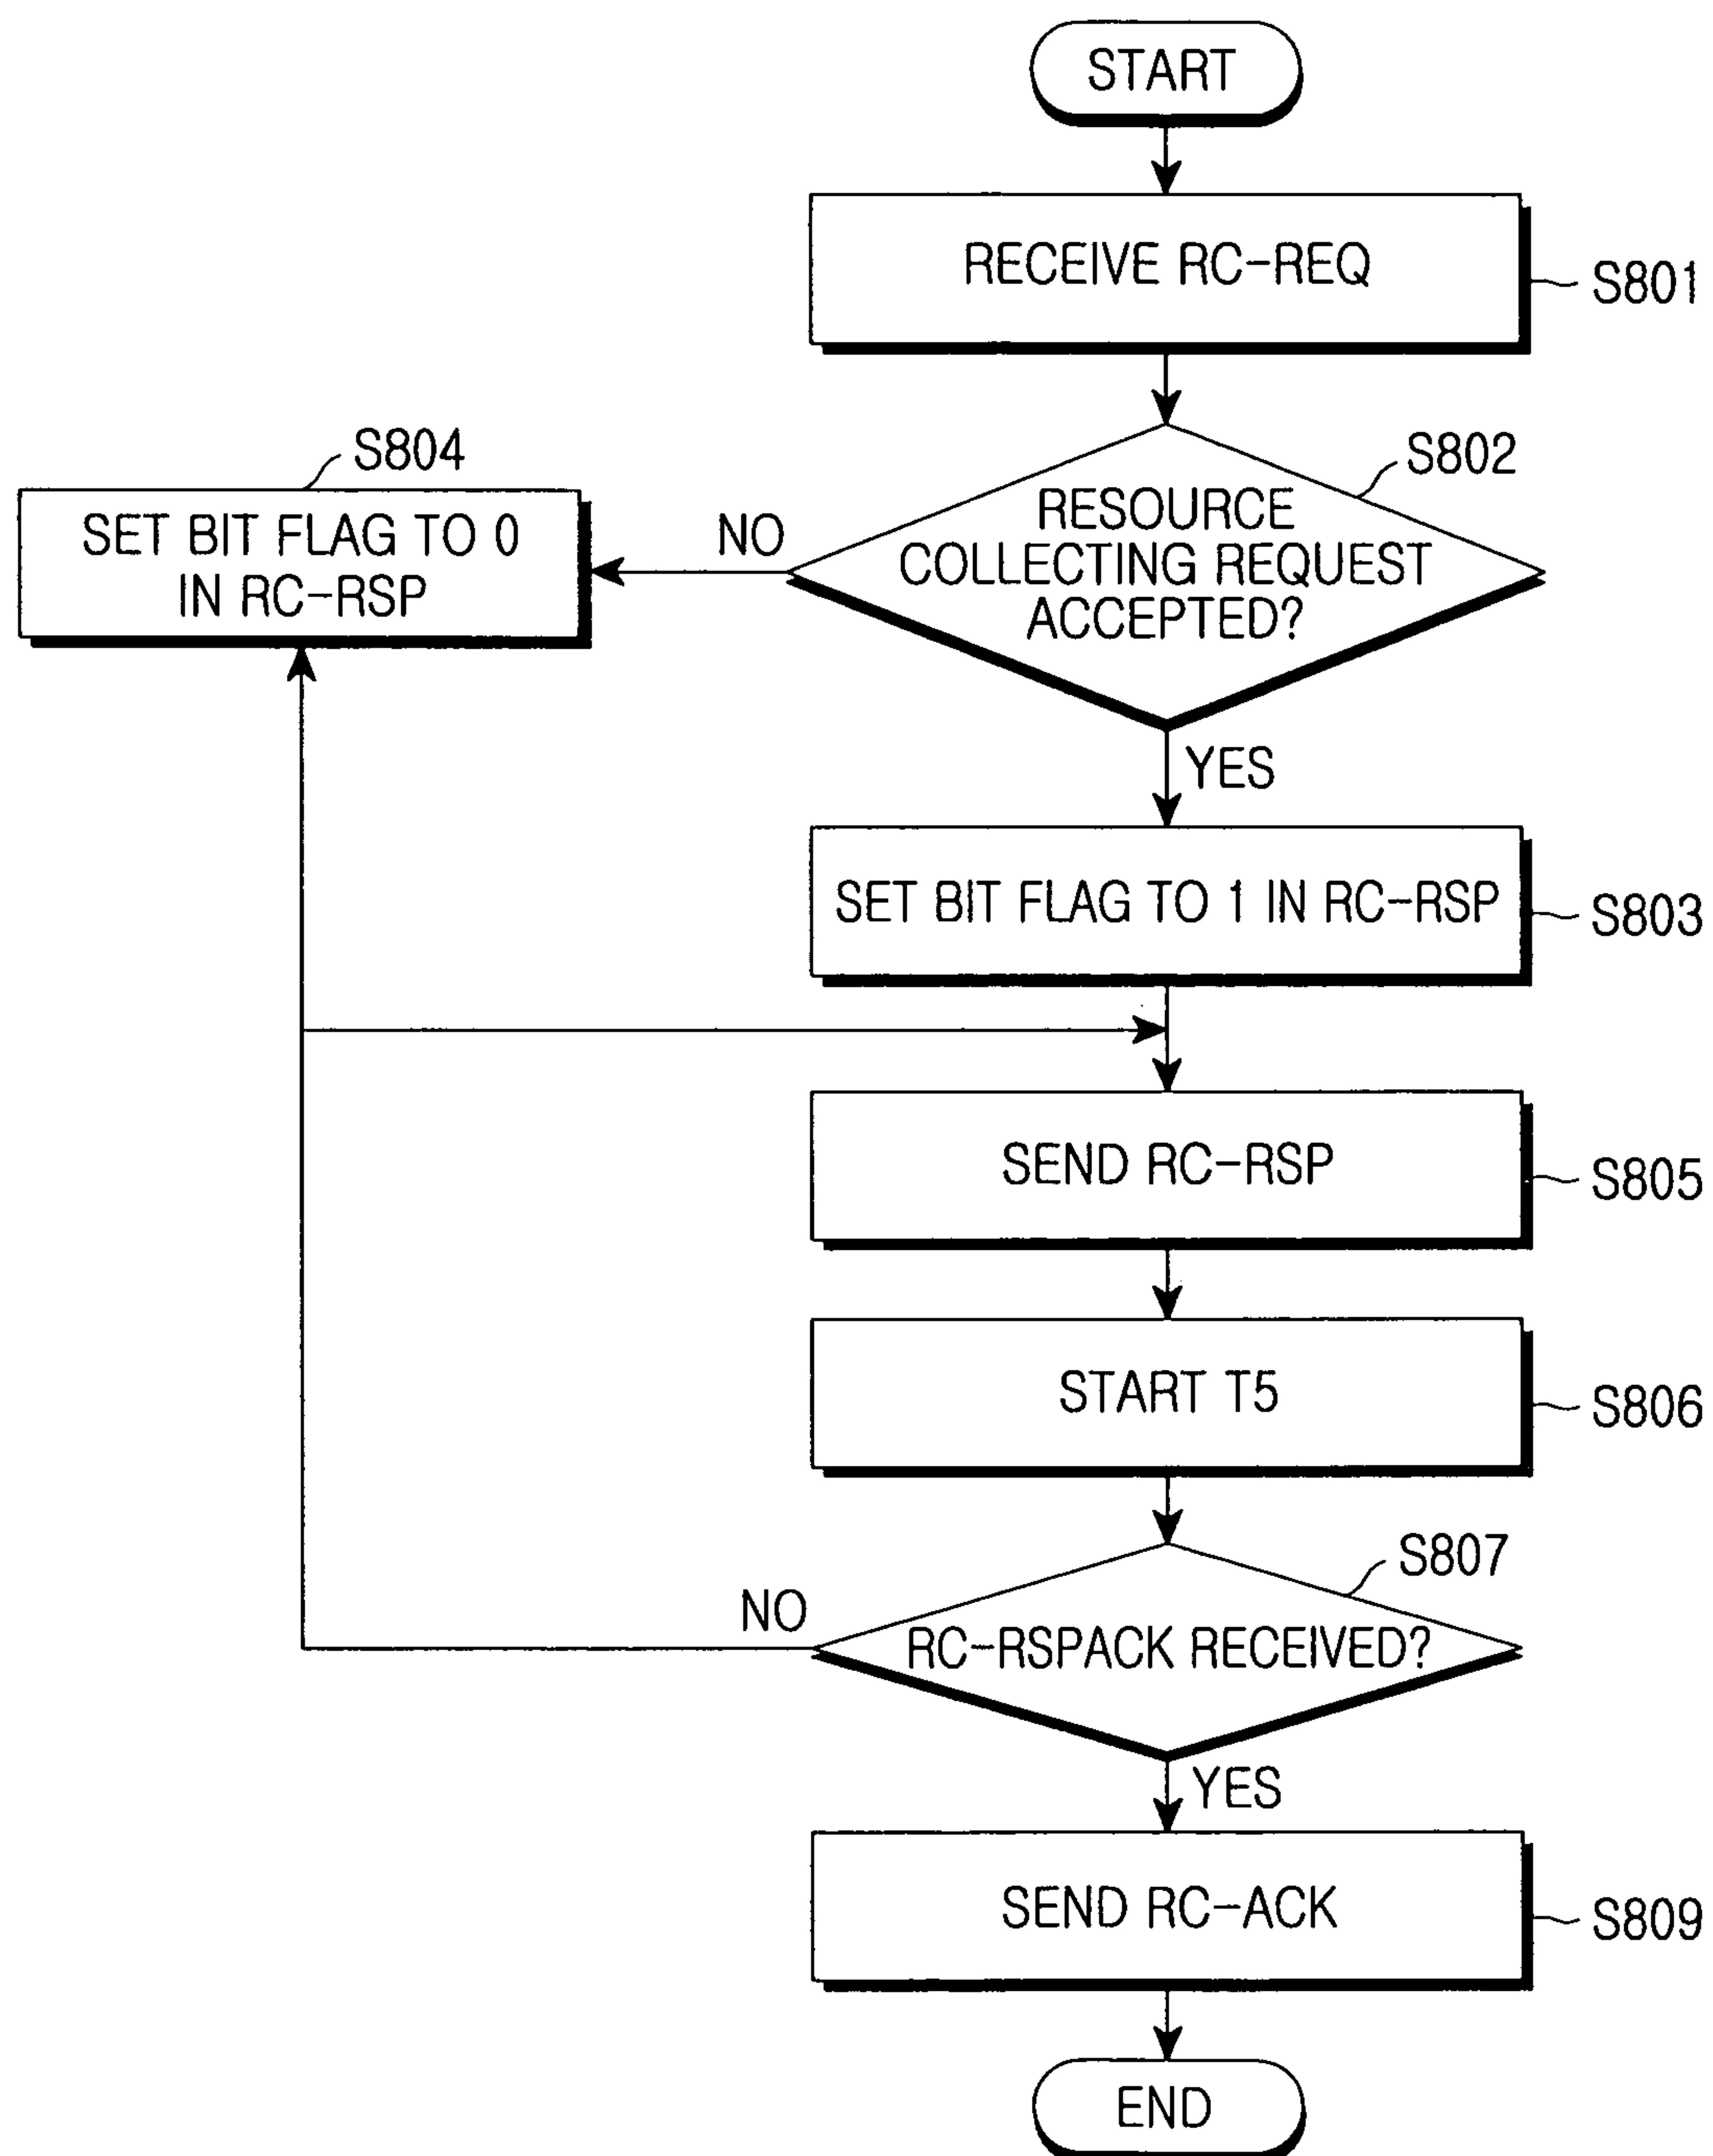 START
RECEIVE RC-REQ
S801
S804
SET BIT FLAG TO 0
IN RC-RSP
NO
S802
RESOURCE
COLLECTING REQUEST
ACCEPTED?
YES
SET BIT FLAG TO 1 IN RC-RSP
S803
SEND RC-RSP
S805
START T5
S806
S807
NO
RC-RSPACK RECEIVED?
YES
SEND RC-ACK
S809
END